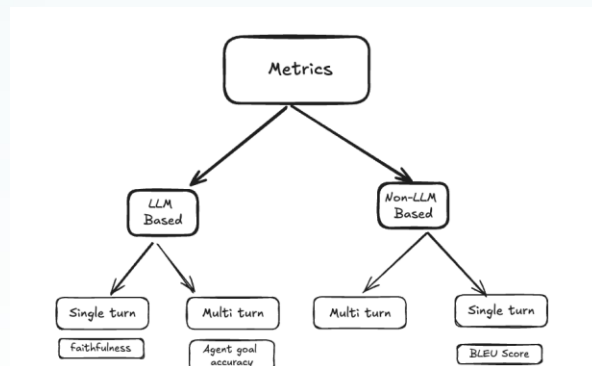 Metrics
LLM
Based
Non-LLM
Based
Single turn
Multi turn
Multi turn
Single turn
faithfulness
Agent goal
accuracy
BLEU Score